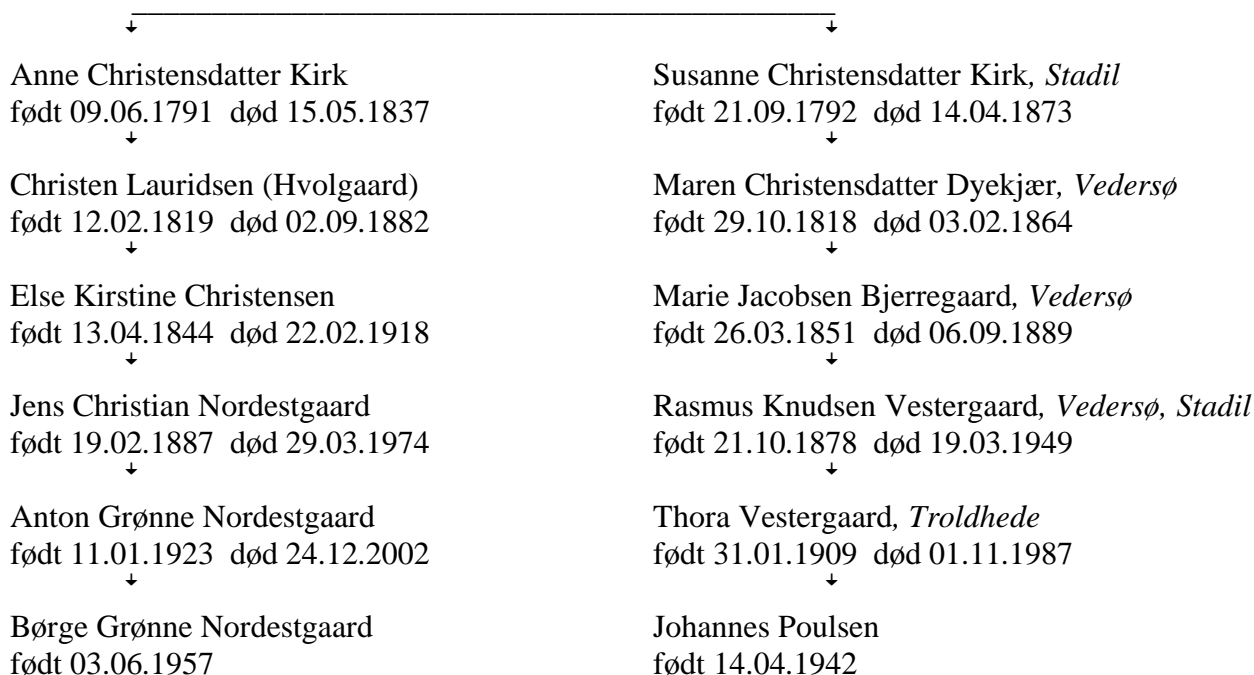 Anne Christensdatter Kirk
født 09.06.1791 død 15.05.1837
Christen Lauridsen (Hvolgaard)
født 12.02.1819 død 02.09.1882
Else Kirstine Christensen
født 13.04.1844 død 22.02.1918
Jens Christian Nordestgaard
født 19.02.1887 død 29.03.1974
Anton Grønne Nordestgaard
født 11.01.1923 død 24.12.2002
Børge Grønne Nordestgaard
født 03.06.1957
Susanne Christensdatter Kirk, Stadil
født 21.09.1792 død 14.04.1873
Maren Christensdatter Dyekjær, Vedersø
født 29.10.1818 død 03.02.1864
Marie Jacobsen Bjerregaard, Vedersø
født 26.03.1851 død 06.09.1889
Rasmus Knudsen Vestergaard, Vedersø, Stadil
født 21.10.1878 død 19.03.1949
Thora Vestergaard, Troldhede
født 31.01.1909 død 01.11.1987
Johannes Poulsen
født 14.04.1942